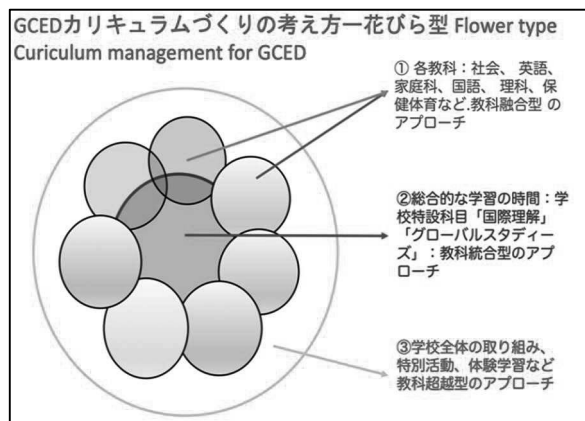 GCEDカリキュラムづくりの考え方ー花びら型 Flower type
Curiculum management for GCED
① 各教科：社会、 英語、
家庭科、国語、 理科、保
健体育など.教科融合型 の
アプローチ
②総合的な学習の時間：学
校特設科目「国際理解」
「グローバルスタディー
ズ」：教科統合型のアプ
ローチ
③学校全体の取り組み、
特別活動、体験学習など
教科超越型のアプローチ